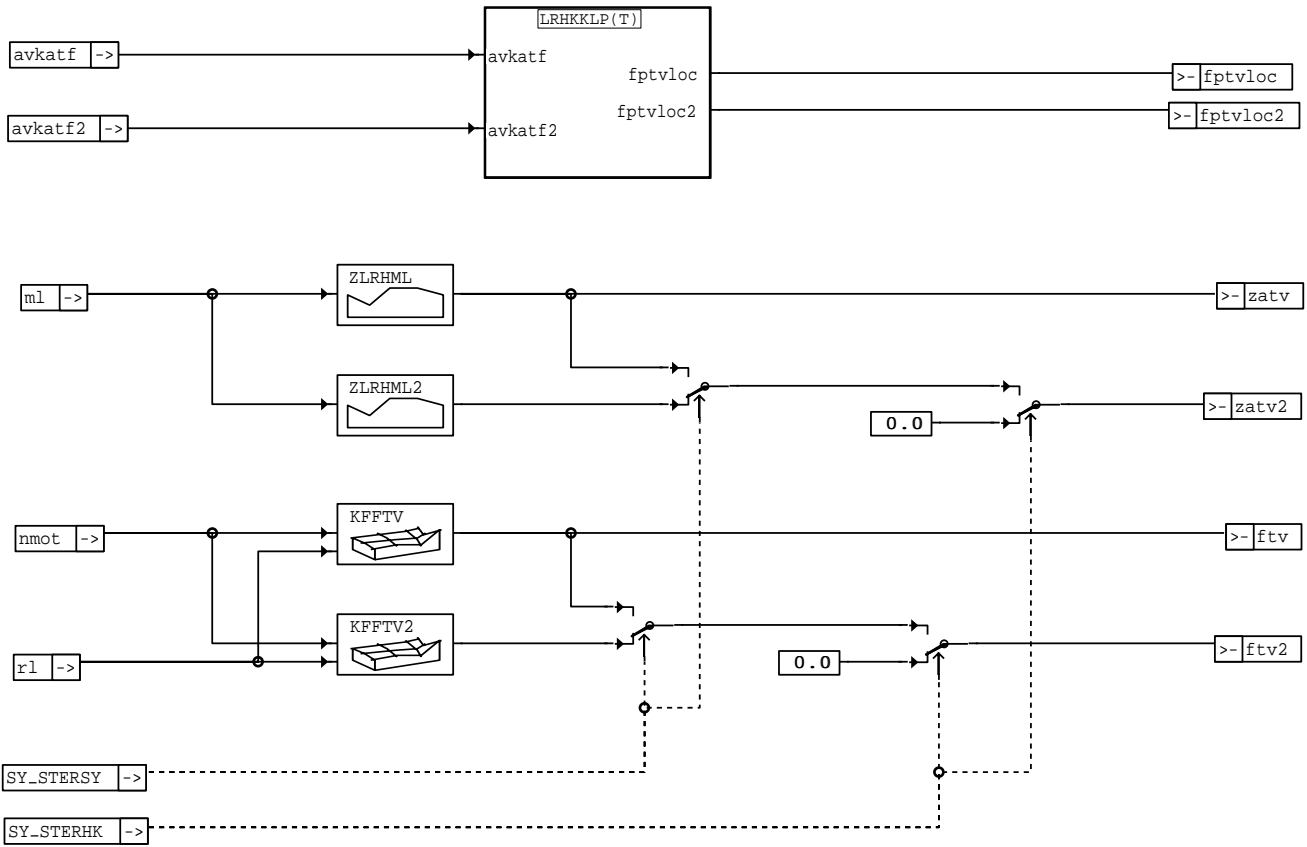 LRHKKLP(T)
avkatf ->
avkatf
fptvloc
>- fptvloc
fptvloc2
>- fptvloc2
avkatf2 ->
avkatf2
ZLRHML
ml ->
>- zatv
ZLRHML2
0.0
>- zatv2
KFFTV
nmot ->
>- ftv
KFFTV2
rl ->
0.0
>- ftv2
SY_STERSY ->
SY_STERHK ->